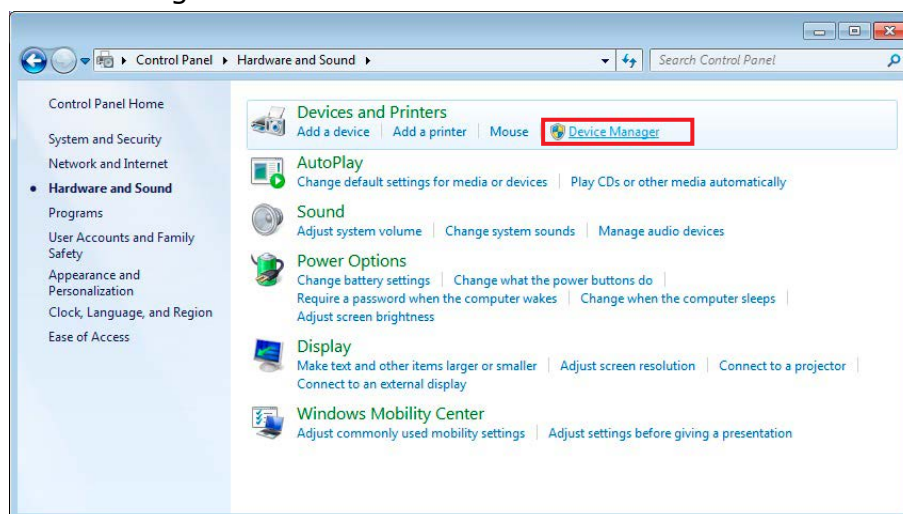 Control Panel Hardware and Sound
Search Control Panel
Control Panel Home
System and Security
Network and Internet
Hardware and Sound
Programs
User Accounts and Family
Safety
Appearance and
Personalization
Clock, Language, and Region
Ease of Access
Devices and Printers
Add a device Add a printer Mouse Device Manager
AutoPlay
Change default settings for media or devices Play CDs or other media automatically
Sound
Adjust system volume Change system sounds Manage audio devices
Power Options
Change battery settings Change what the power buttons do
Require a password when the computer wakes Change when the computer sleeps
Adjust screen brightness
Display
Make text and other items larger or smaller Adjust screen resolution Connect to a projector
Connect to an external display
Windows Mobility Center
Adjust commonly used mobility settings Adjust settings before giving a presentation